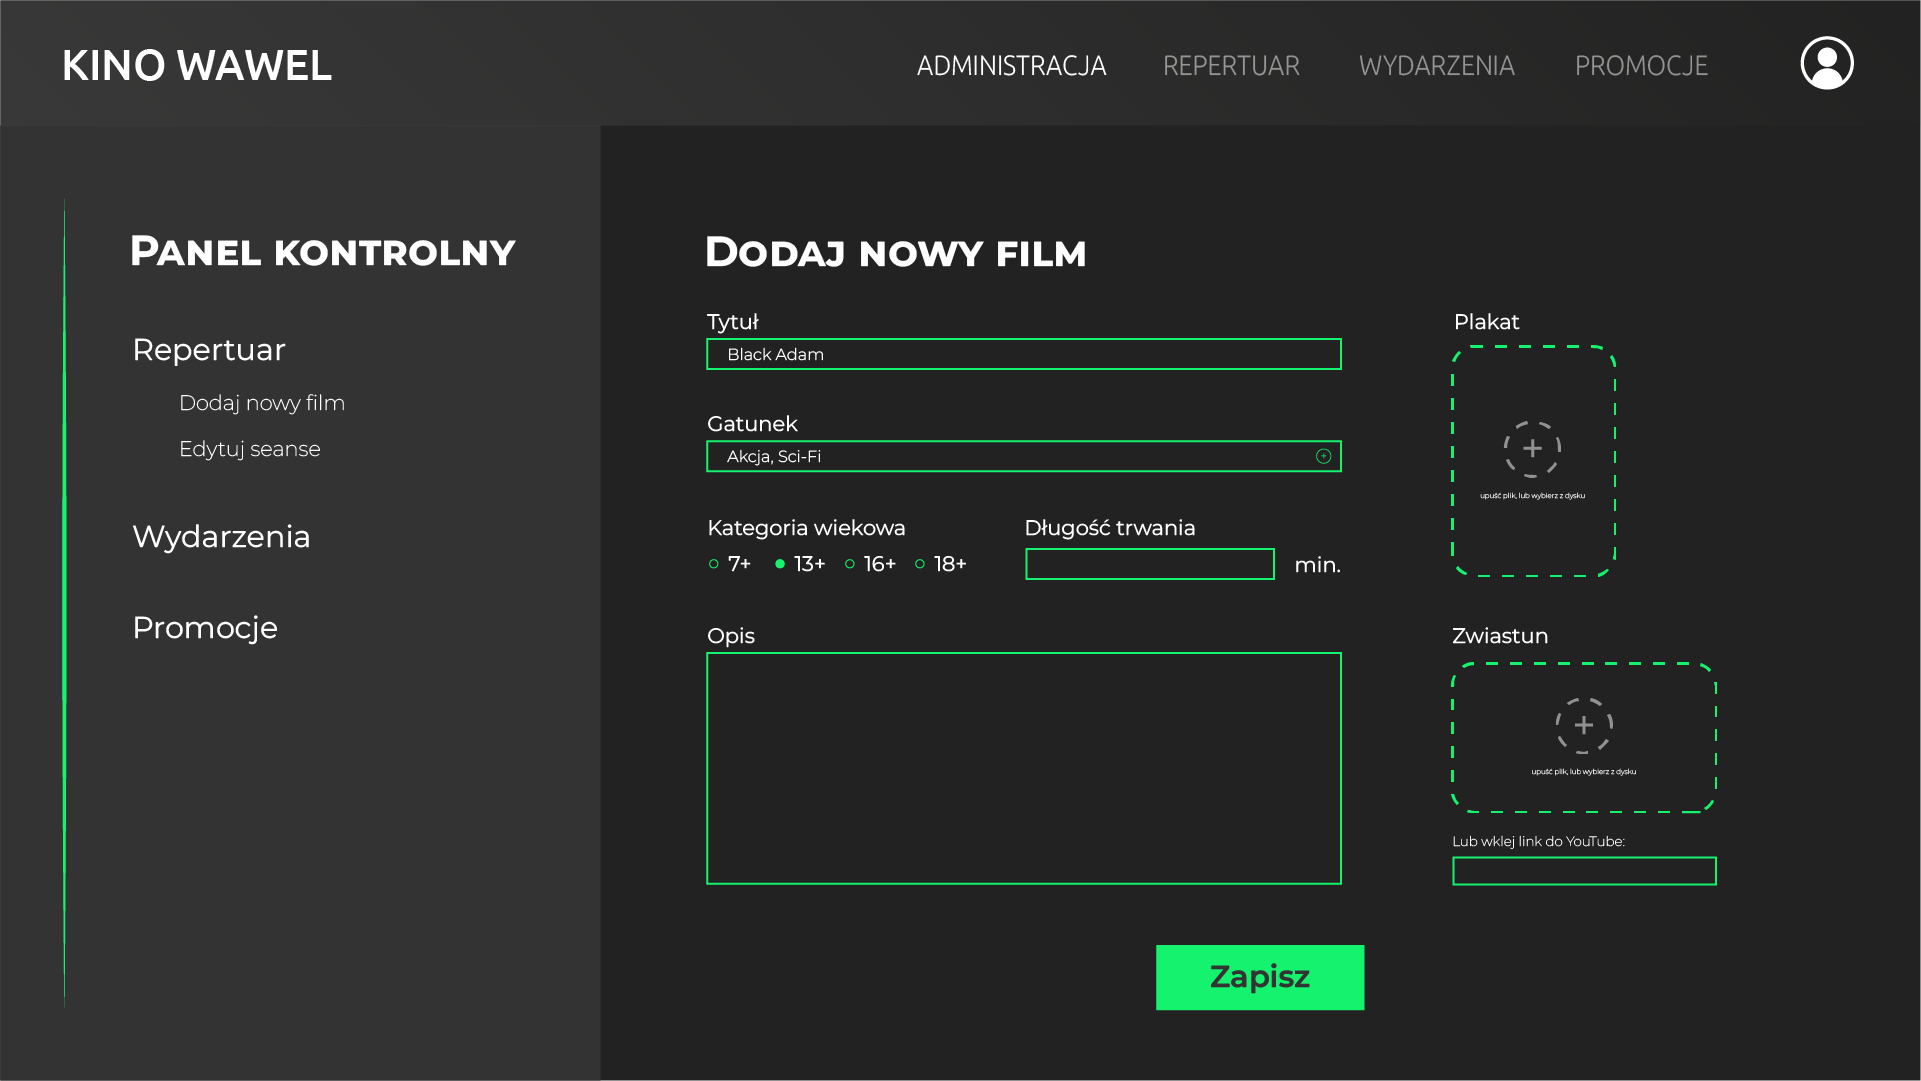 KINO WAWEL
ADMINISTRACJA REPERTUAR WYDARZENIA PROMOCJE
PANEL KONTROLNY
Repertuar
Dodaj nowy film
Edytuj seanse
Wydarzenia
Promocje
DODAJ NOWY FILM
Tytuł
Black Adam
Gatunek
Akcja, Sci-Fi
Kategoria wiekowa
7+ 13+ 16+ 18+
Długość trwania
min.
Opis
Plakat
upuść plik, lub wybierz z dysku
Zwiastun
upuść plik, lub wybierz z dysku
Lub wklej link do YouTube:
Zapisz